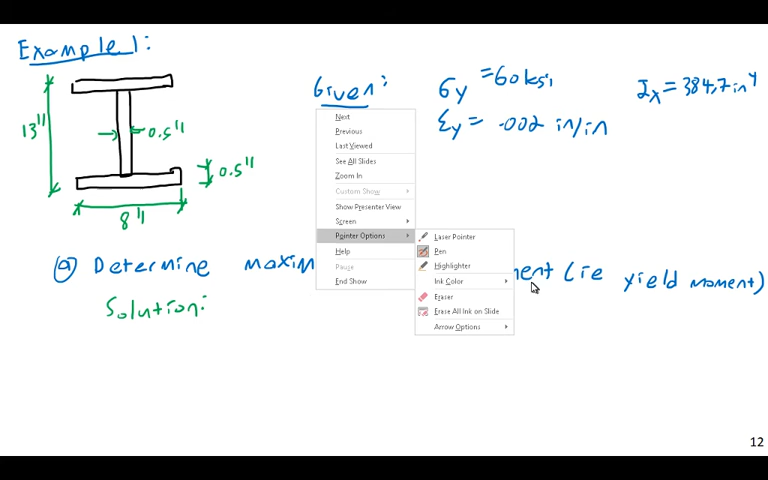 Example 1:
Given:
σy = 60 ksi
Ix = 384.7 in4
εy = .002 in/in
13"
0.5"
0.5"
8"
Next
Previous
Last Viewed
See All Slides
Zoom In
Custom Show
Show Presenter View
Screen
Pointer Options
Help
Pause
End Show
Laser Pointer
Pen
Highlighter
Ink Color
Eraser
Erase All Ink on Slide
Arrow Options
a) Determine (ie yield moment)
Solution:
12